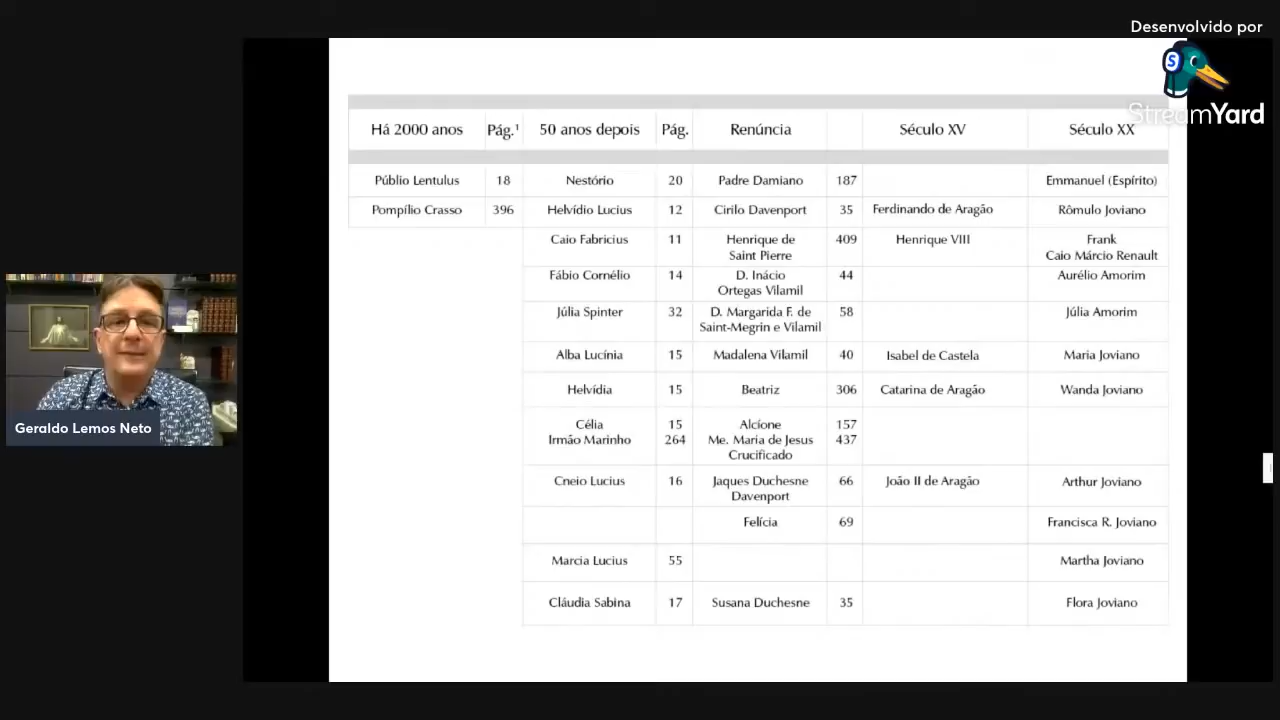 Desenvolvido por
StreamYard
Há 2000 anos Pág.¹ 50 anos depois Pág. Renúncia Século XV Século XX
Públio Lentulus 18 Nestório 20 Padre Damiano 187 Emmanuel (Espírito)
Pompílio Crasso 396 Helvídio Lucius 12 Cirilo Davenport 35 Ferdinando de Aragão Rômulo Joviano
Caio Fabricius 11 Henrique de 409 Henrique VIII Frank
Saint Pierre Caio Márcio Renault
Fábio Cornélio 14 D. Inácio 44 Aurélio Amorim
Ortegas Vilamil
Júlia Spinter 32 D. Margarida F. de 58 Júlia Amorim
Saint-Megrin e Vilamil
Alba Lucínia 15 Madalena Vilamil 40 Isabel de Castela Maria Joviano
Helvídia 15 Beatriz 306 Catarina de Aragão Wanda Joviano
Célia 15 Alcíone 157
Irmão Marinho 264 Me. Maria de Jesus 437
Crucificado
Cneio Lucius 16 Jaques Duchesne 66 João II de Aragão Arthur Joviano
Davenport
Felícia 69 Francisca R. Joviano
Marcia Lucius 55 Martha Joviano
Cláudia Sabina 17 Susana Duchesne 35 Flora Joviano
Geraldo Lemos Neto